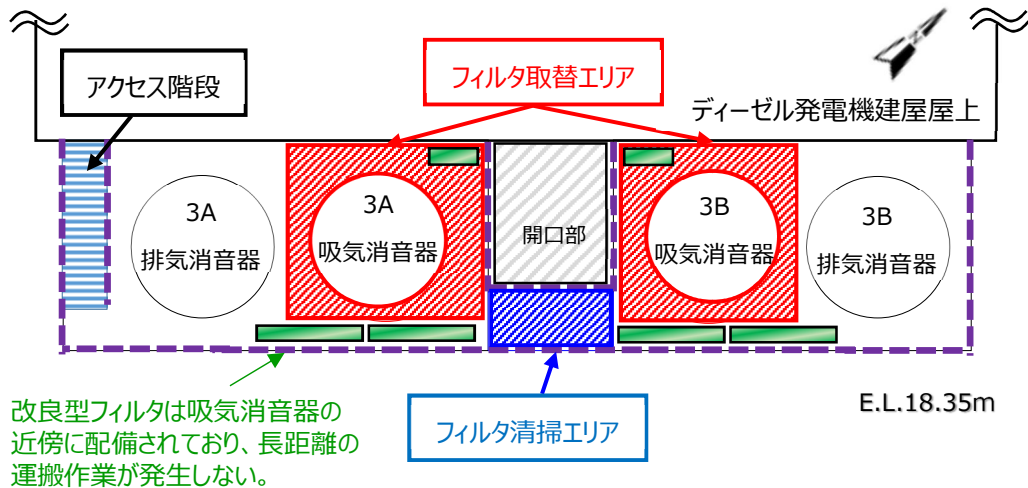 アクセス階段
フィルタ取替エリア
N
ディーゼル発電機建屋屋上
3A
排気消音器
3A
吸気消音器
開口部
3B
吸気消音器
3B
排気消音器
改良型フィルタは吸気消音器の
近傍に配備されており、長距離の
運搬作業が発生しない。
フィルタ清掃エリア
E.L.18.35m